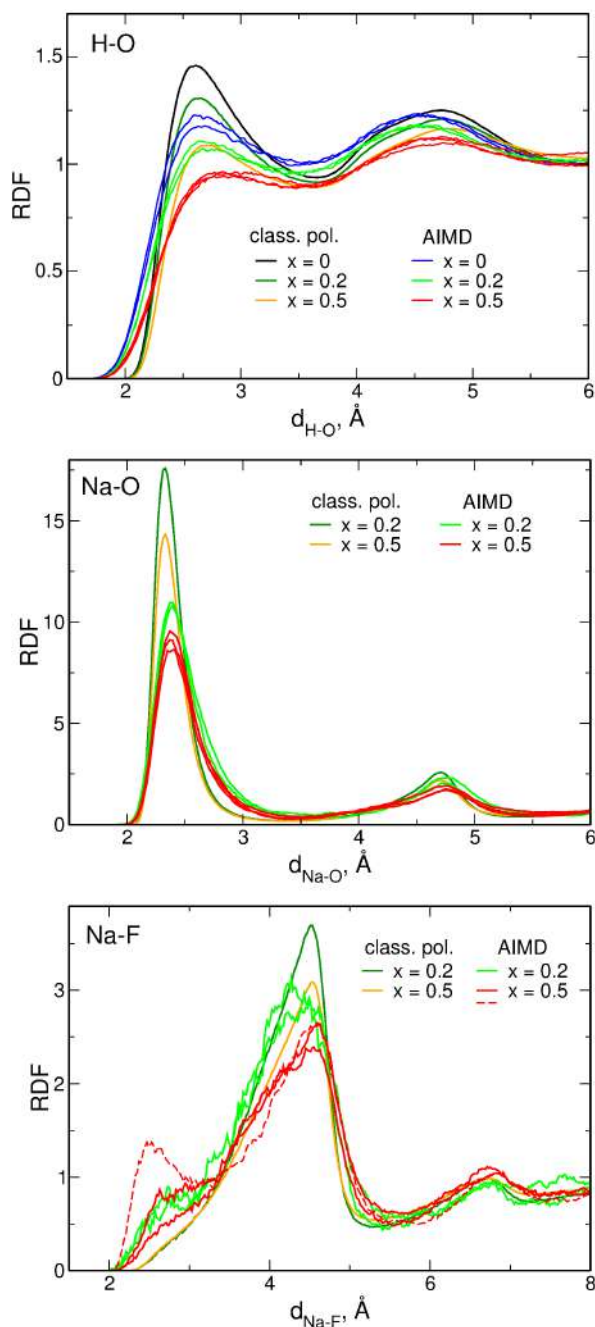 H-O
1.5
1
0.5
0
RDF
class. pol. AIMD
x = 0 x = 0
x = 0.2 x = 0.2
x = 0.5 x = 0.5
2 3 4 5 6
d H-O, Å
Na-O
15
10
5
0
RDF
class. pol. AIMD
x = 0.2 x = 0.2
x = 0.5 x = 0.5
2 3 4 5 6
d Na-O, Å
Na-F
3
2
1
0
RDF
class. pol. AIMD
x = 0.2 x = 0.2
x = 0.5 x = 0.5
2 4 6 8
d Na-F, Å